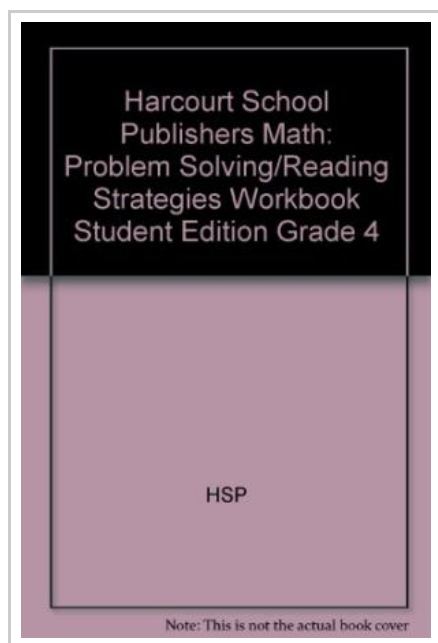 Harcourt School
Publishers Math:
Problem Solving/Reading
Strategies Workbook
Student Edition Grade 4
HSP
Note: This is not the actual book cover